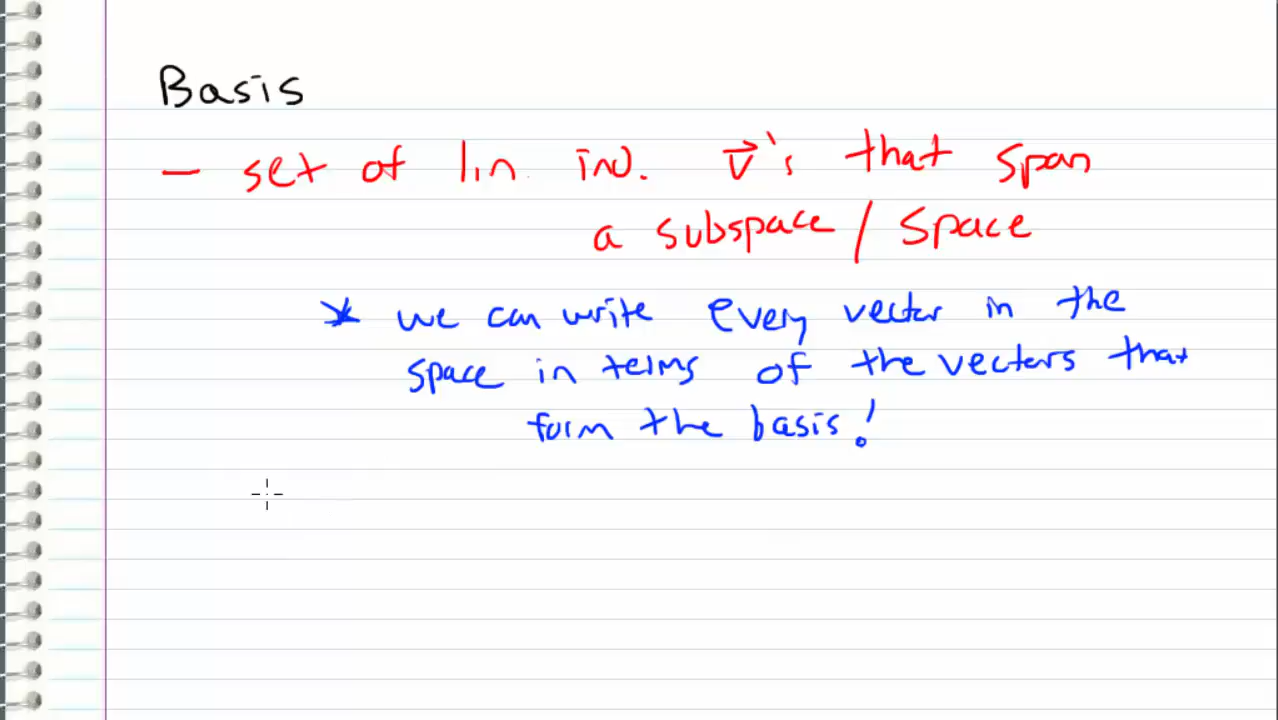 Basis
- set of lin ind. v⃗'s that span
a subspace / space
* we can write every vector in the
space in terms of the vectors that
form the basis!